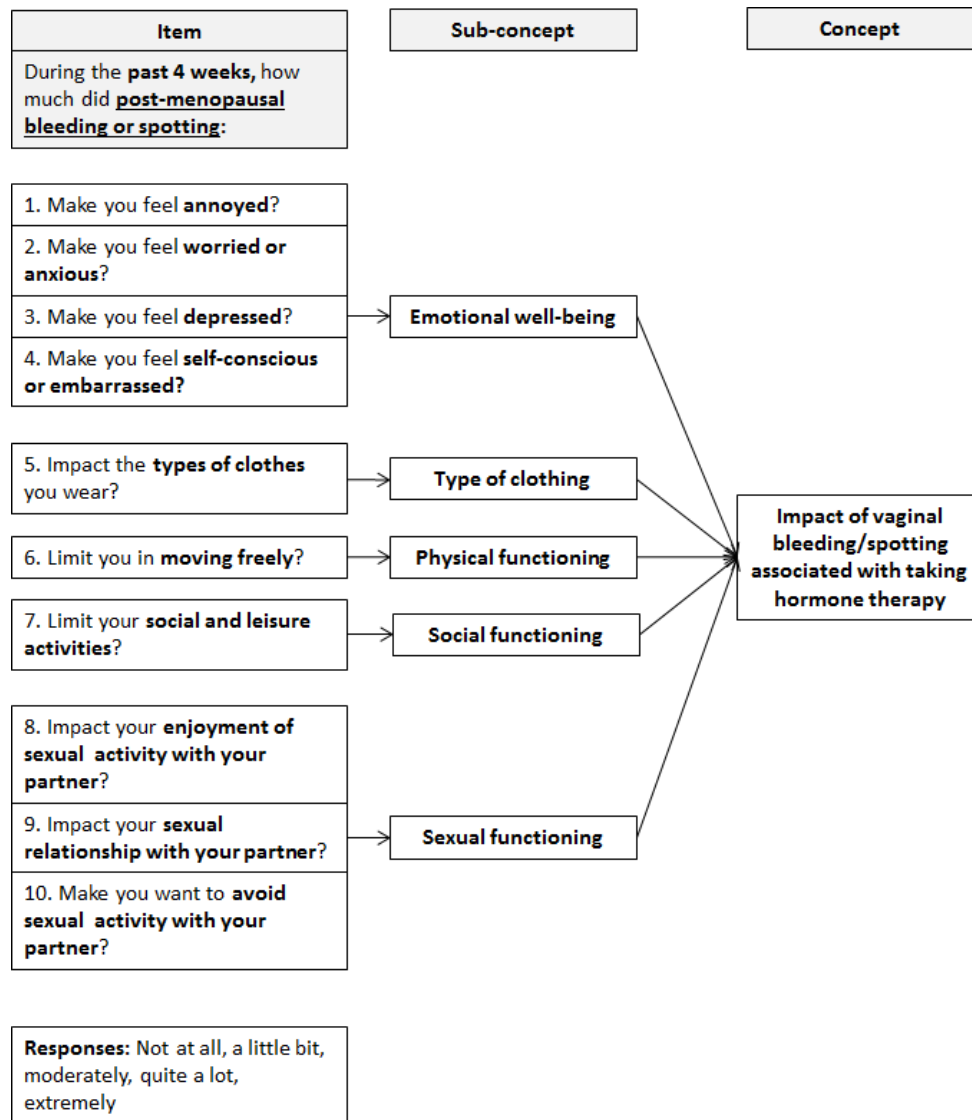 Item
Sub-concept
Concept
During the past 4 weeks, how
much did post-menopausal
bleeding or spotting:
1. Make you feel annoyed?
2. Make you feel worried or
anxious?
3. Make you feel depressed?
4. Make you feel self-conscious
or embarrassed?
Emotional well-being
5. Impact the types of clothes
you wear?
Type of clothing
6. Limit you in moving freely?
Physical functioning
7. Limit your social and leisure
activities?
Social functioning
8. Impact your enjoyment of
sexual activity with your
partner?
9. Impact your sexual
relationship with your partner?
10. Make you want to avoid
sexual activity with your
partner?
Sexual functioning
Impact of vaginal
bleeding/spotting
associated with taking
hormone therapy
Responses: Not at all, a little bit,
moderately, quite a lot,
extremely